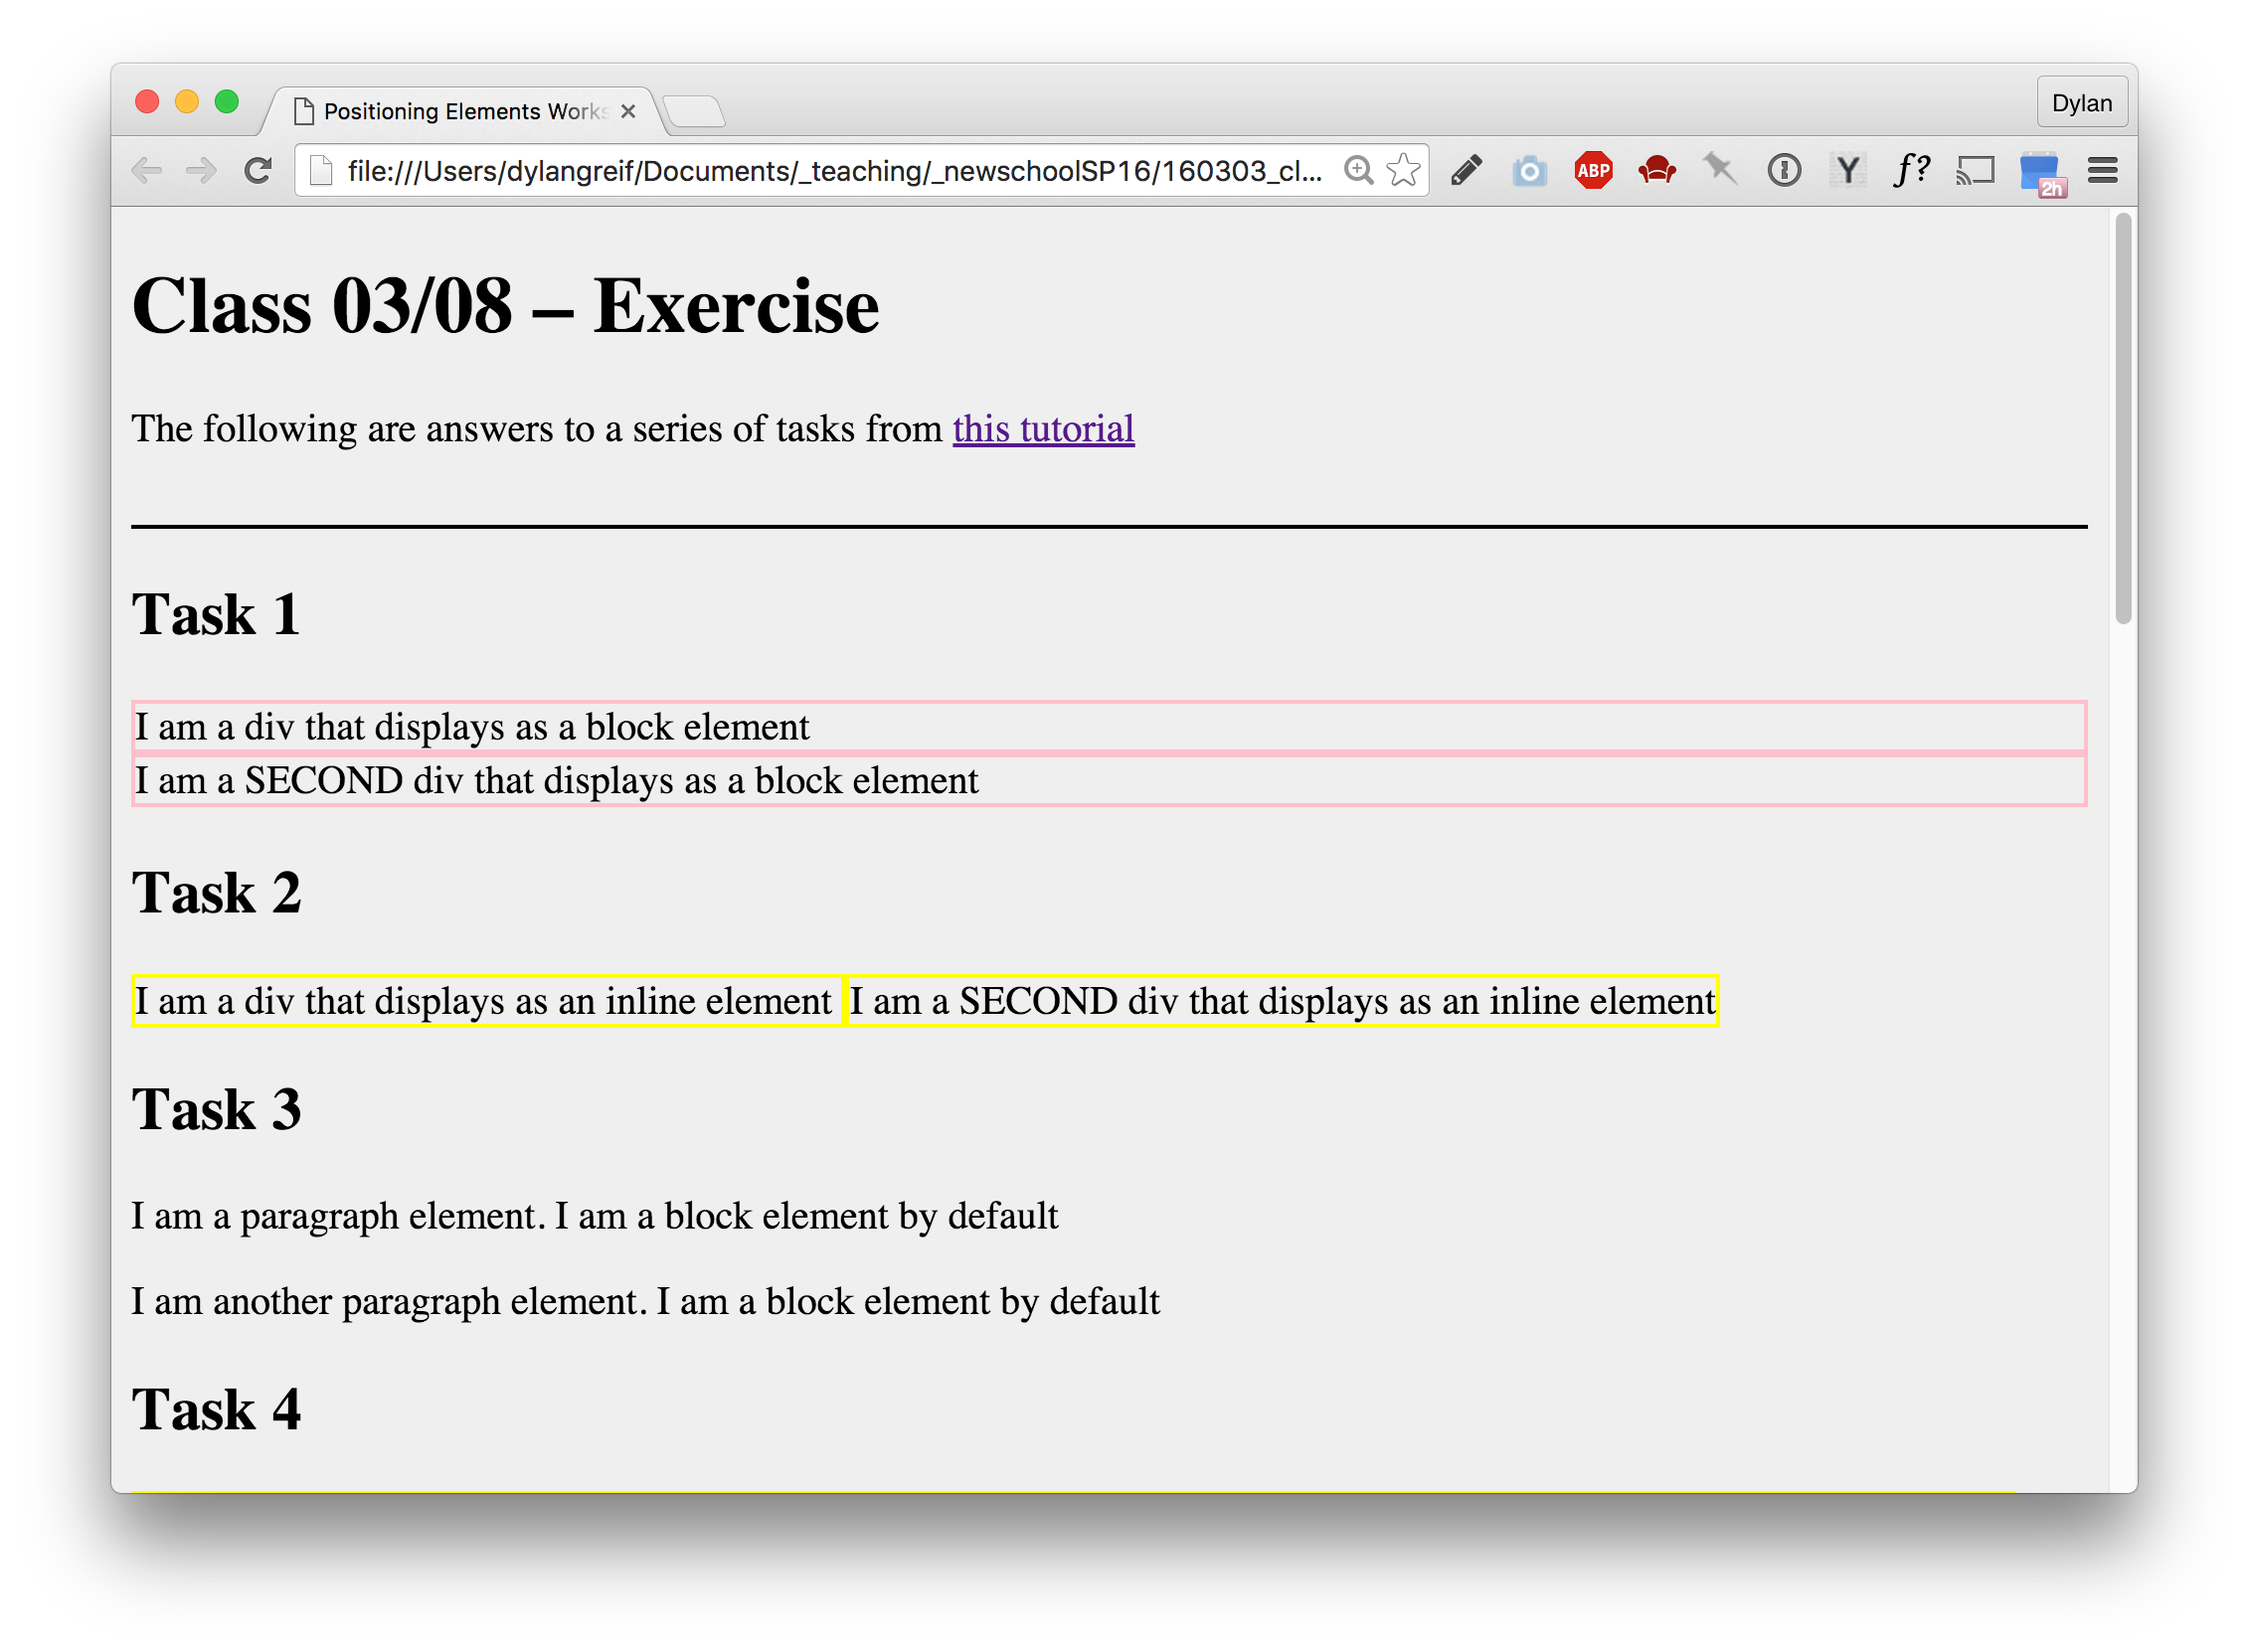 Positioning Elements Works
Dylan
file:///Users/dylangreif/Documents/_teaching/_newschoolSP16/160303_cl...
ABP
Y
f?
2h
Class 03/08 – Exercise
The following are answers to a series of tasks from this tutorial
Task 1
I am a div that displays as a block element
I am a SECOND div that displays as a block element
Task 2
I am a div that displays as an inline element I am a SECOND div that displays as an inline element
Task 3
I am a paragraph element. I am a block element by default
I am another paragraph element. I am a block element by default
Task 4